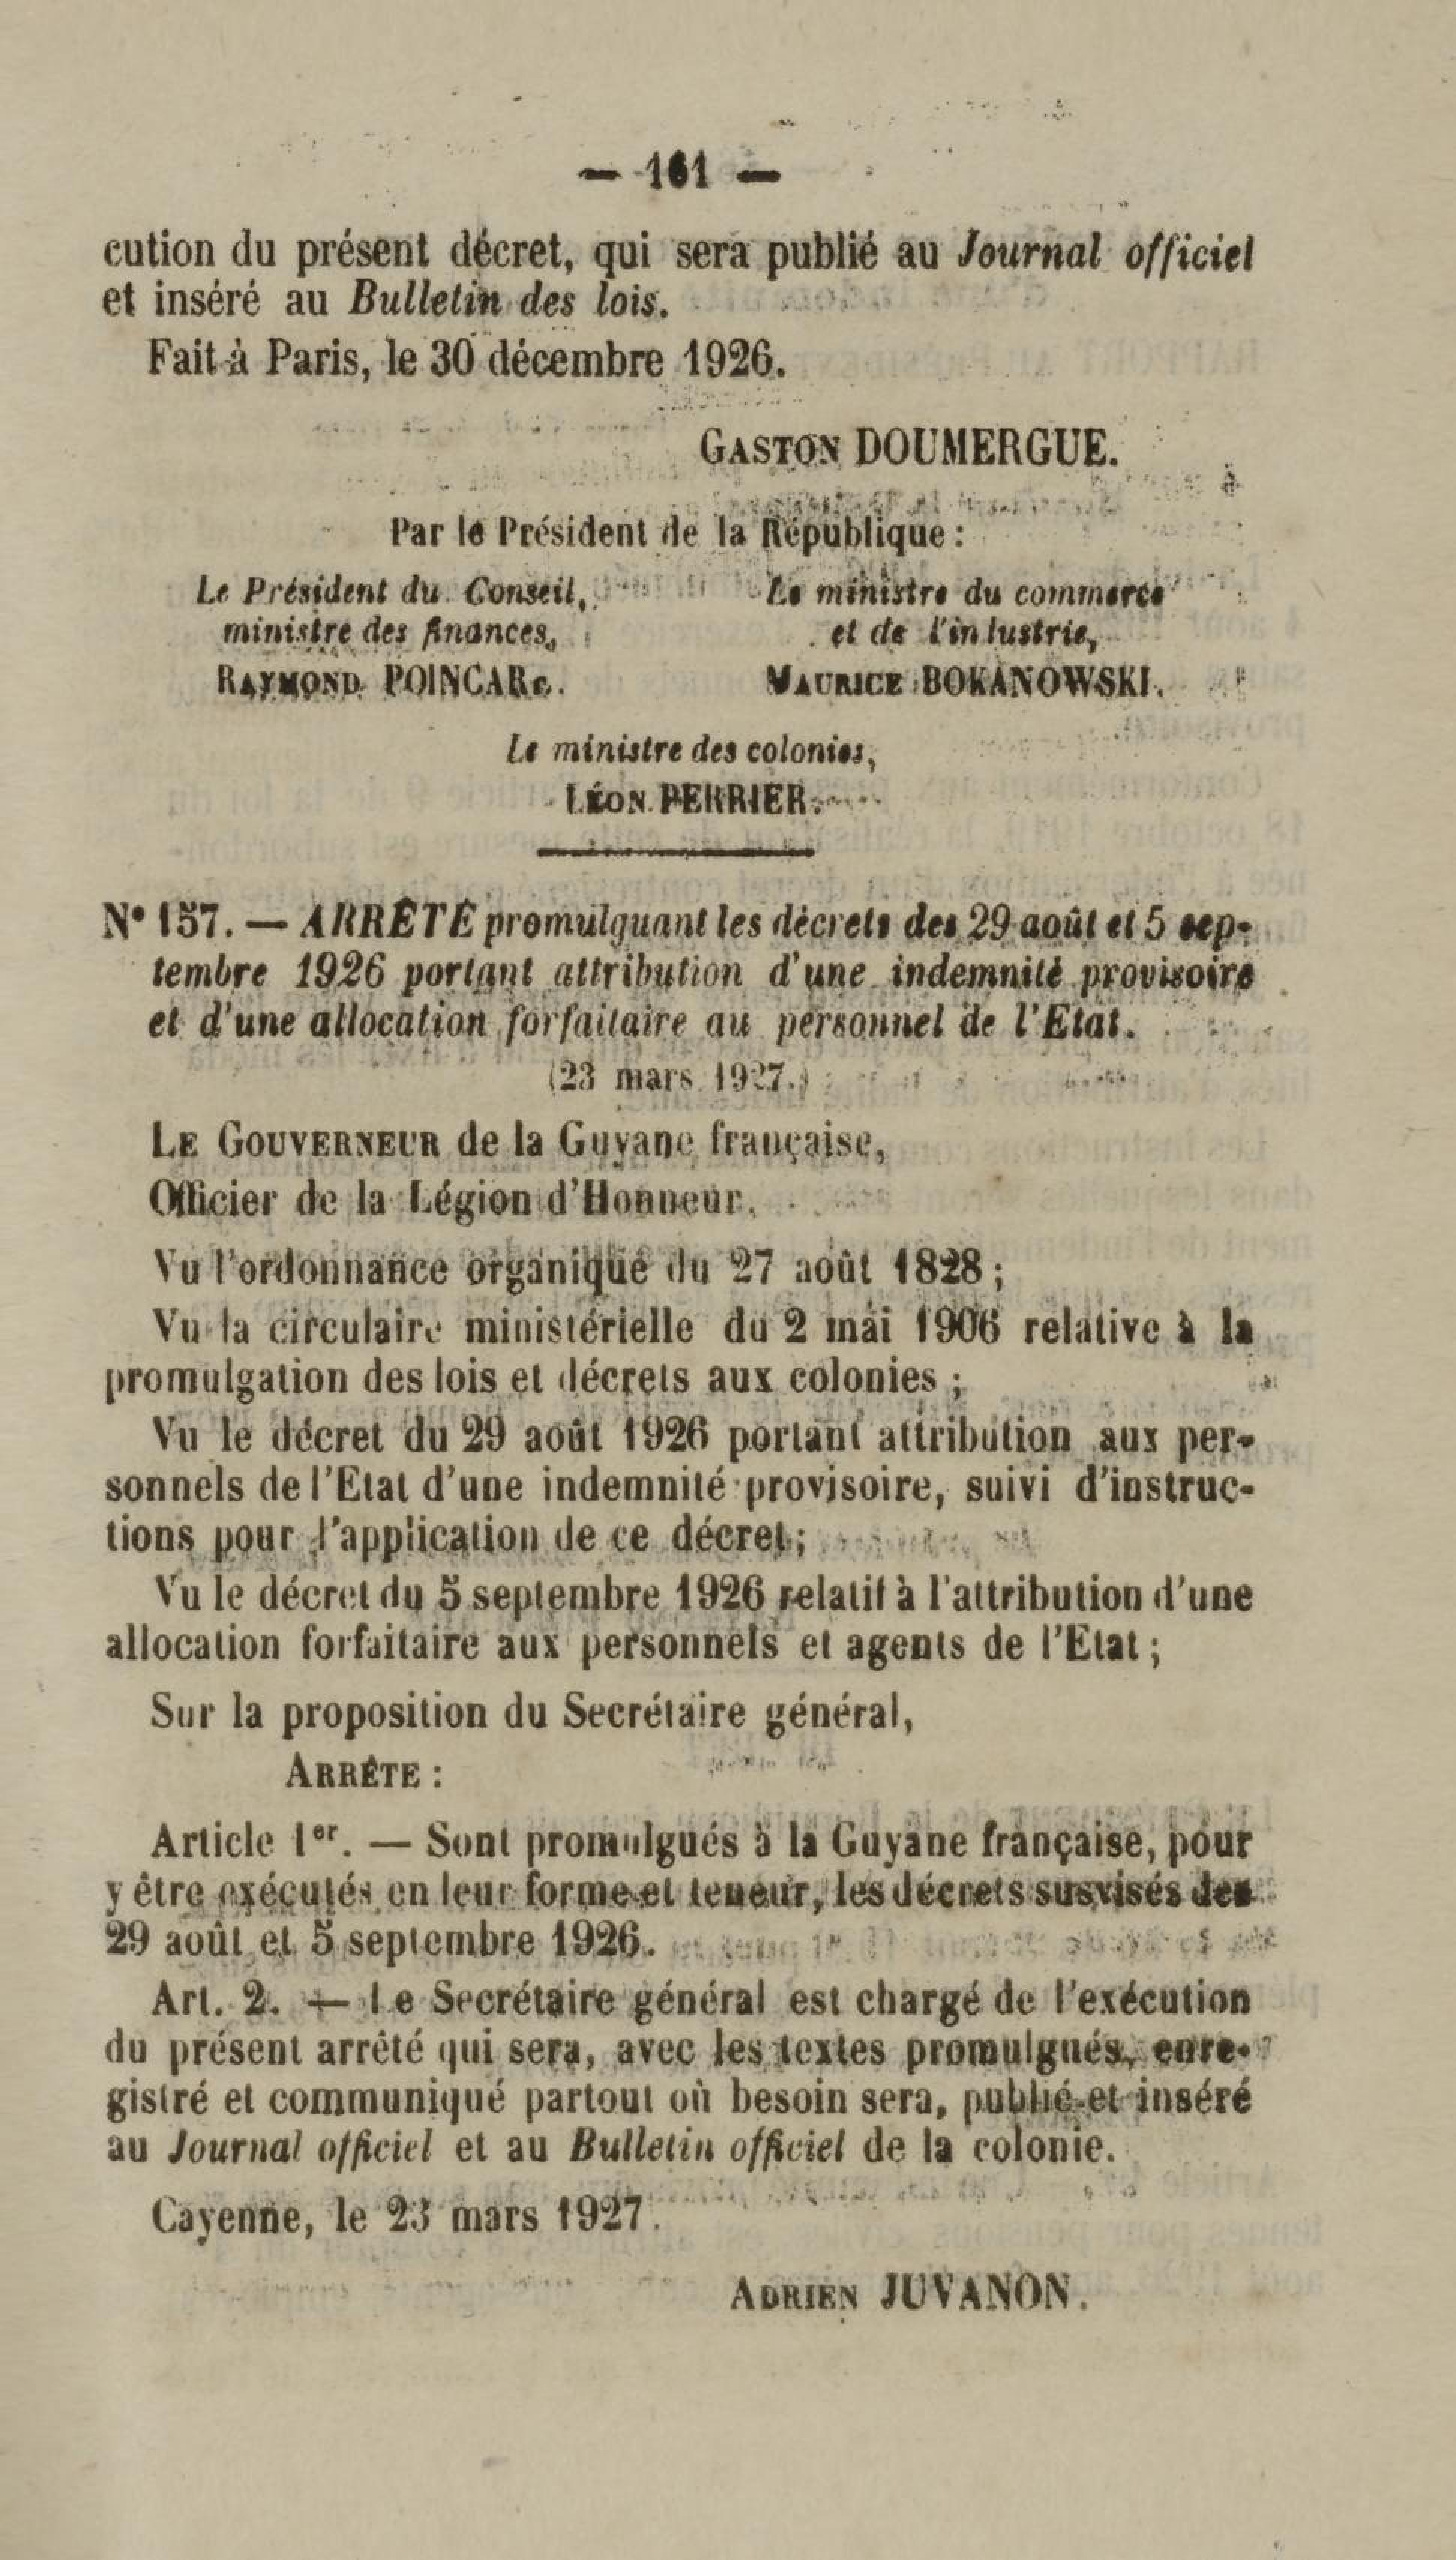 — 161 —
cution du présent décret, qui sera publié au Journal officiel
et inséré au Bulletin des lois.
Fait à Paris, le 30 décembre 1926.
GASTON DOUMERGUE.
Par le Président de la République :
Le Président du Conseil,
ministre des finances,
RAYMOND POINCARÉ.
Le ministre du commerce
et de l'industrie,
MAURICE BOKANOWSKI.
Le ministre des colonies,
LÉON PERRIER.
N° 157. — ARRÊTÉ promulguant les décrets des 29 août et 5 sep-
tembre 1926 portant attribution d'une indemnité provisoire
et d'une allocation forfaitaire au personnel de l'Etat.
(23 mars 1927.)
LE GOUVERNEUR de la Guyane française,
Officier de la Légion d'Honneur,
Vu l'ordonnance organique du 27 août 1828 ;
Vu la circulaire ministérielle du 2 mai 1906 relative à la
promulgation des lois et décrets aux colonies ;
Vu le décret du 29 août 1926 portant attribution aux per-
sonnels de l'Etat d'une indemnité provisoire, suivi d'instruc-
tions pour l'application de ce décret ;
Vu le décret du 5 septembre 1926 relatif à l'attribution d'une
allocation forfaitaire aux personnels et agents de l'Etat ;
Sur la proposition du Secrétaire général,
ARRÊTE :
Article 1er. — Sont promulgués à la Guyane française, pour
y être exécutés en leur forme et teneur, les décrets susvisés des
29 août et 5 septembre 1926.
Art. 2. — Le Secrétaire général est chargé de l'exécution
du présent arrêté qui sera, avec les textes promulgués, enre-
gistré et communiqué partout où besoin sera, publié et inséré
au Journal officiel et au Bulletin officiel de la colonie.
Cayenne, le 23 mars 1927.
ADRIEN JUVANON.